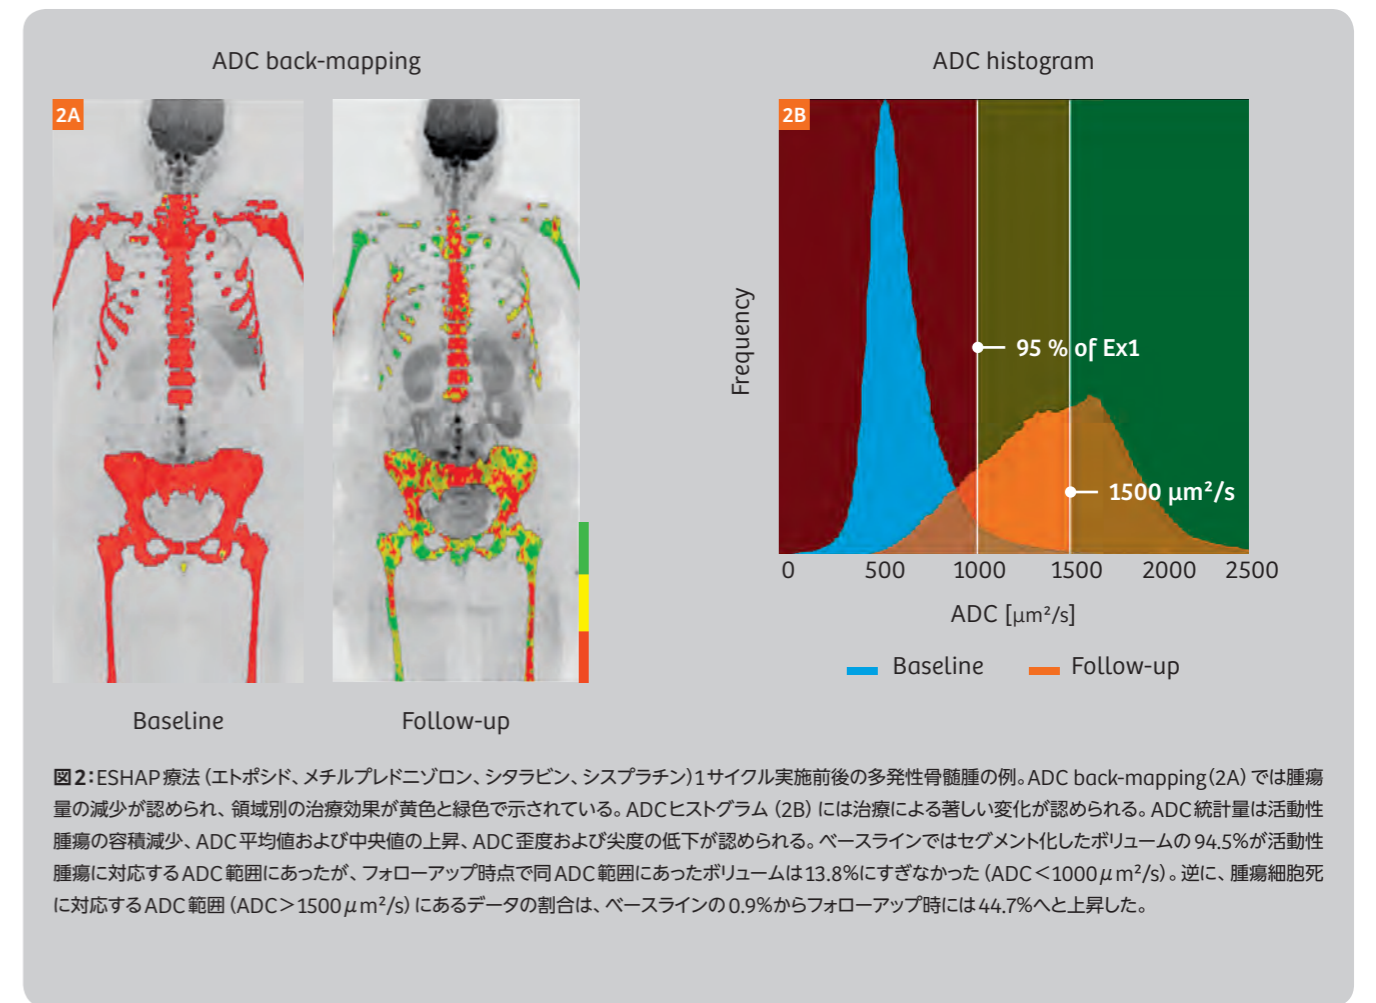 ADC back-mapping
ADC histogram
2A
2B
Frequency
95 % of Ex1
1500 µm²/s
0 500 1000 1500 2000 2500
ADC [µm²/s]
Baseline Follow-up
Baseline
Follow-up
図2：ESHAP療法（エトポシド、メチルプレドニゾロン、シタラビン、シスプラチン）1サイクル実施前後の多発性骨髄腫の例。ADC back-mapping（2A）では腫瘍
量の減少が認められ、領域別の治療効果が黄色と緑色で示されている。ADCヒストグラム（2B）には治療による著しい変化が認められる。ADC統計量は活動性
腫瘍の容積減少、ADC平均値および中央値の上昇、ADC歪度および尖度の低下が認められる。ベースラインではセグメント化したボリュームの94.5%が活動性
腫瘍に対応するADC範囲にあったが、フォローアップ時点で同ADC範囲にあったボリュームは13.8%にすぎなかった（ADC＜1000μm²/s）。逆に、腫瘍細胞死
に対応するADC範囲（ADC＞1500μm²/s）にあるデータの割合は、ベースラインの0.9%からフォローアップ時には44.7%へと上昇した。